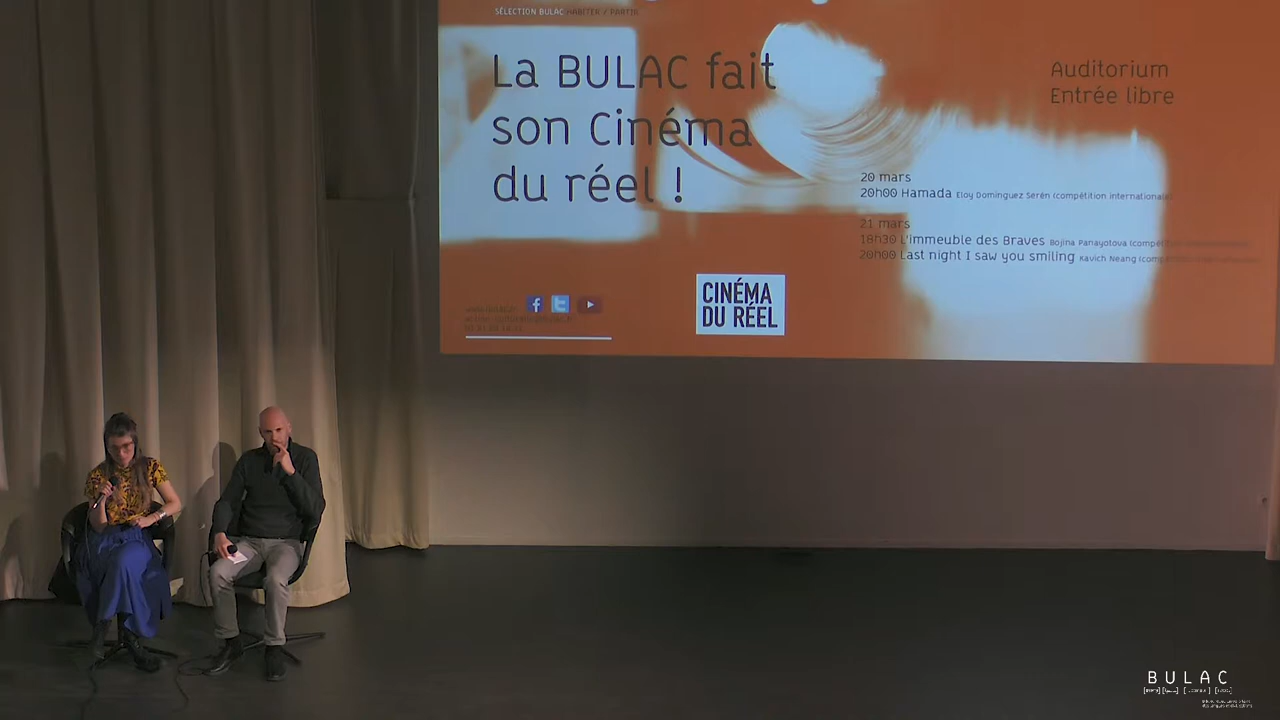 SÉLECTION BULAC HABITER / PARTIR
La BULAC fait
son Cinéma
du réel !
Auditorium
Entrée libre
20 mars
20h00 Hamada Eloy Domínguez Serén (compétition internationale)
21 mars
18h30 L'immeuble des Braves Bojina Panayotova
20h00 Last night I saw you smiling Kavich Neang
CINÉMA
DU RÉEL
BULAC